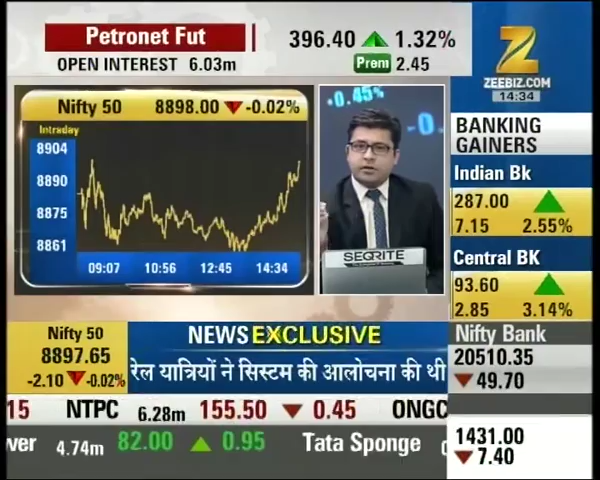 Petronet Fut
396.40 1.32%
OPEN INTEREST 6.03m
Prem 2.45
ZEEBIZ.COM
14:34
Nifty 50 8898.00 -0.02%
Intraday
8904
8890
8875
8861
09:07 10:56 12:45 14:34
+0.45%
-0.
SEQRITE
BANKING
GAINERS
Indian Bk
287.00
7.15 2.55%
Central BK
93.60
2.85 3.14%
Nifty 50
8897.65
-2.10 -0.02%
NEWS EXCLUSIVE
रेल यात्रियों ने सिस्टम की आलोचना की थी
Nifty Bank
20510.35
49.70
15 NTPC 6.28m 155.50 0.45 ONGC
wer 4.74m 82.00 0.95 Tata Sponge
1431.00
7.40